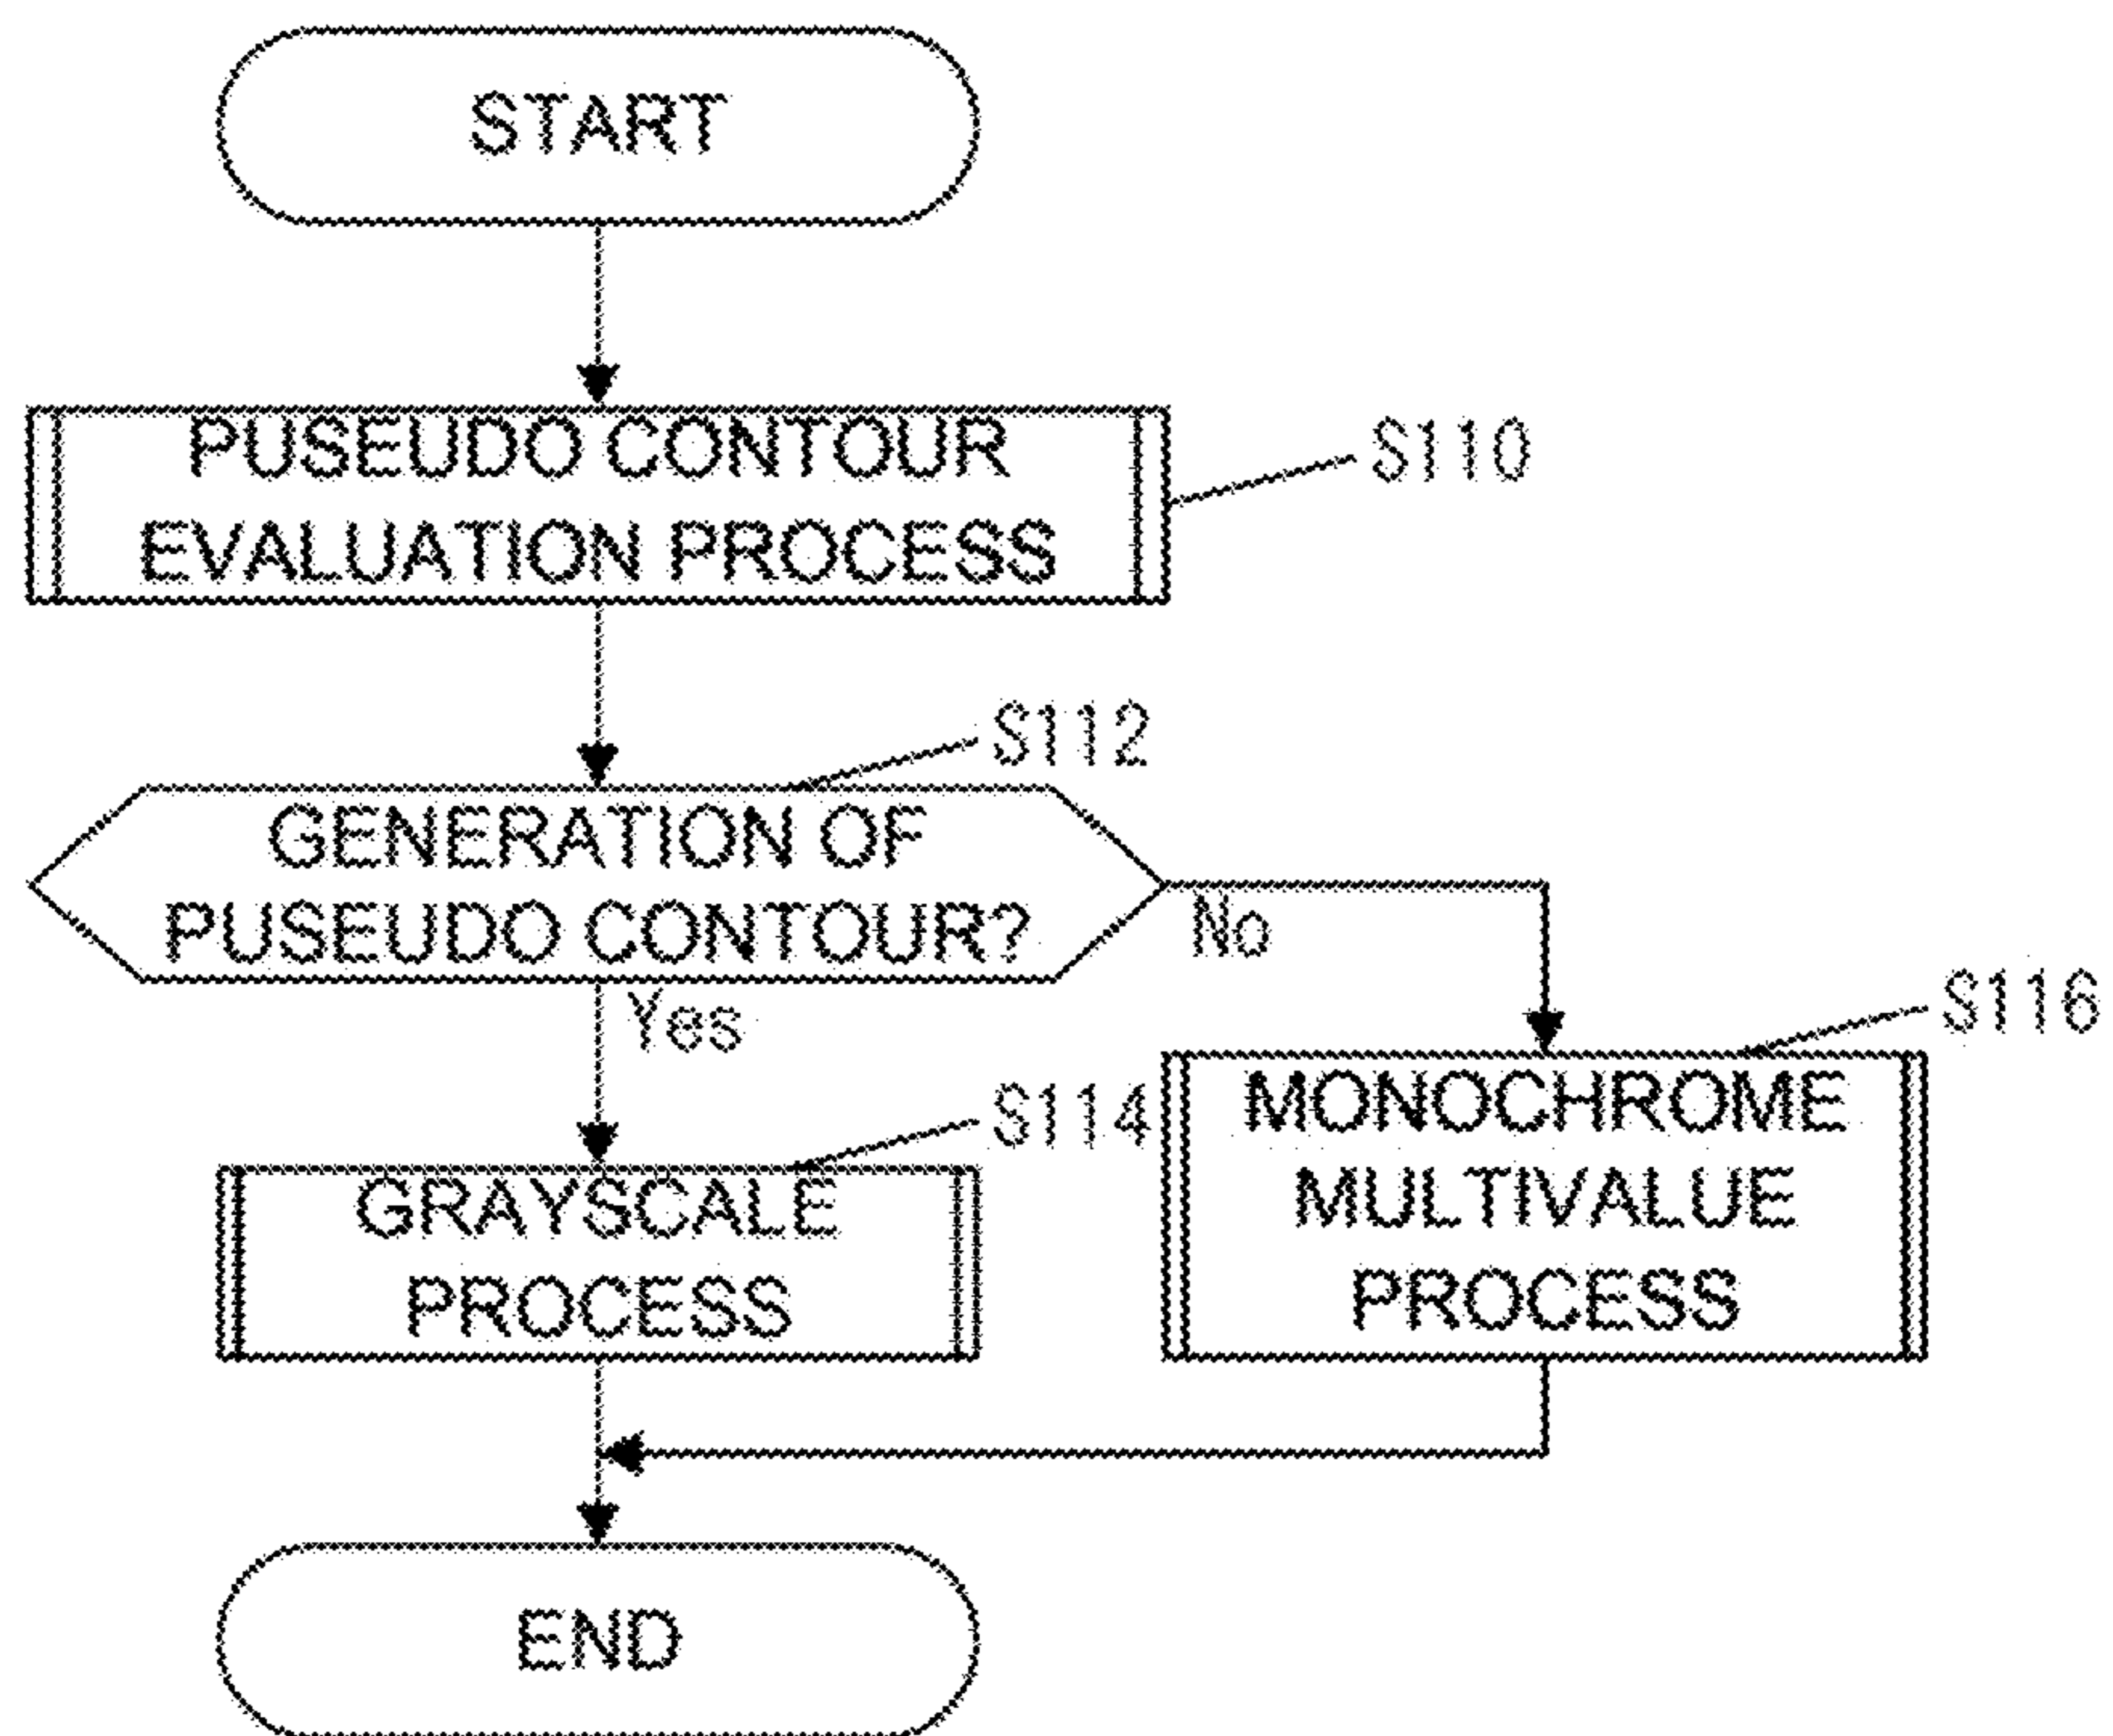 START
PUSEUDO CONTOUR
EVALUATION PROCESS
S110
S112
GENERATION OF
PUSEUDO CONTOUR?
No
Yes
S116
S114
GRAYSCALE
PROCESS
MONOCHROME
MULTIVALUE
PROCESS
END